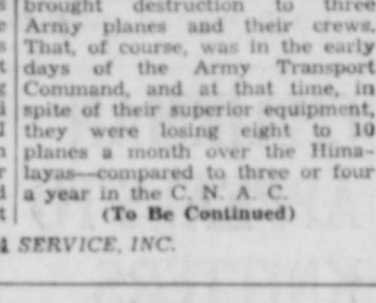 brought destruction to three
Army planes and their crews.
That, of course, was in the early
days of the Army Transport
Command, and at that time, in
spite of their superior equipment,
they were losing eight to 10
planes a month over the Hima-
layas—compared to three or four
a year in the C. N. A. C.
(To Be Continued)
SERVICE, INC.